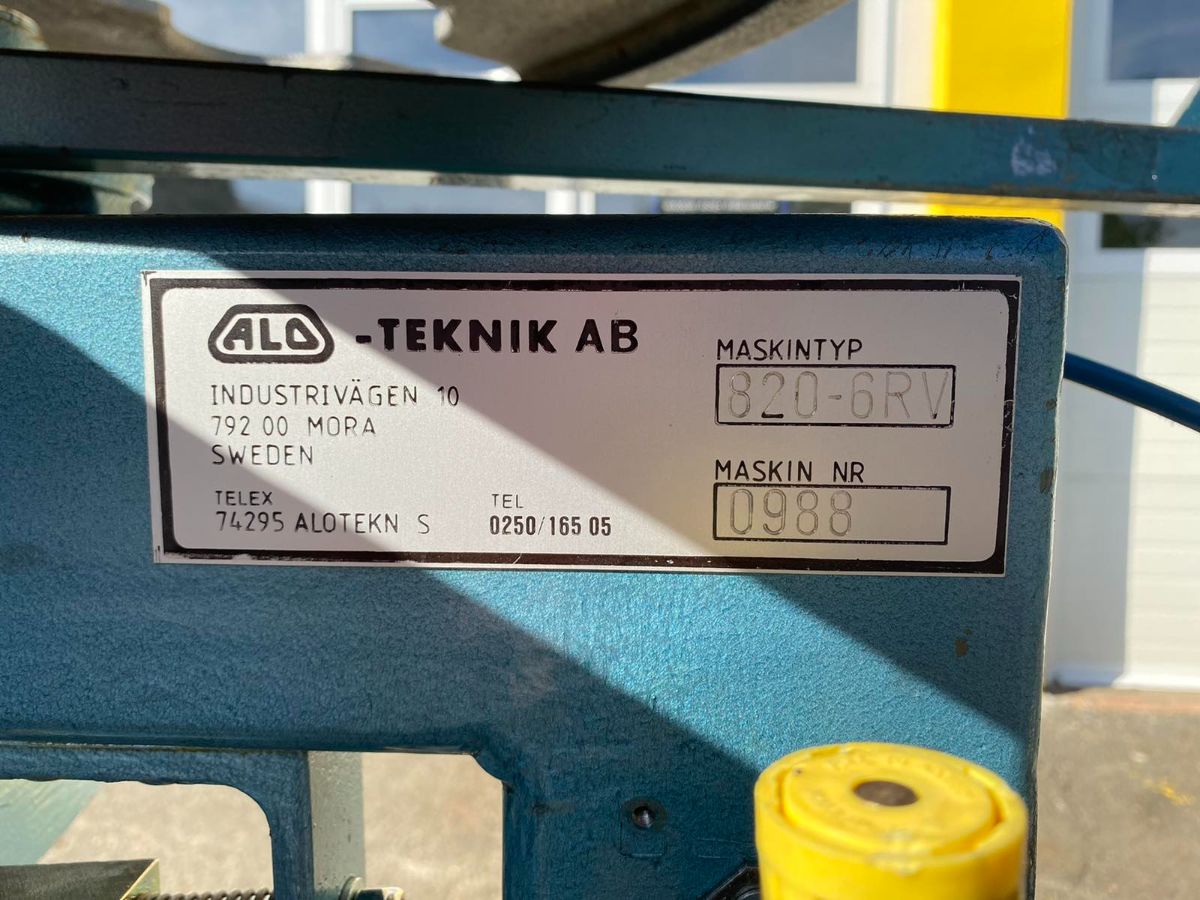 ALO -TEKNIK AB
INDUSTRIVÄGEN 10
792 00 MORA
SWEDEN
TELEX
74295 ALOTEKN S
TEL
0250/165 05
MASKINTYP
820-6RV
MASKIN NR
0988